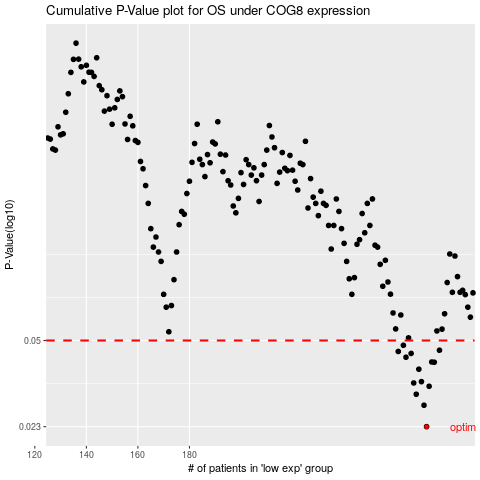 Cumulative P-Value plot for OS under COG8 expression
P-Value(log10)
0.05
0.023
optim
120 140 160 180
# of patients in 'low exp' group